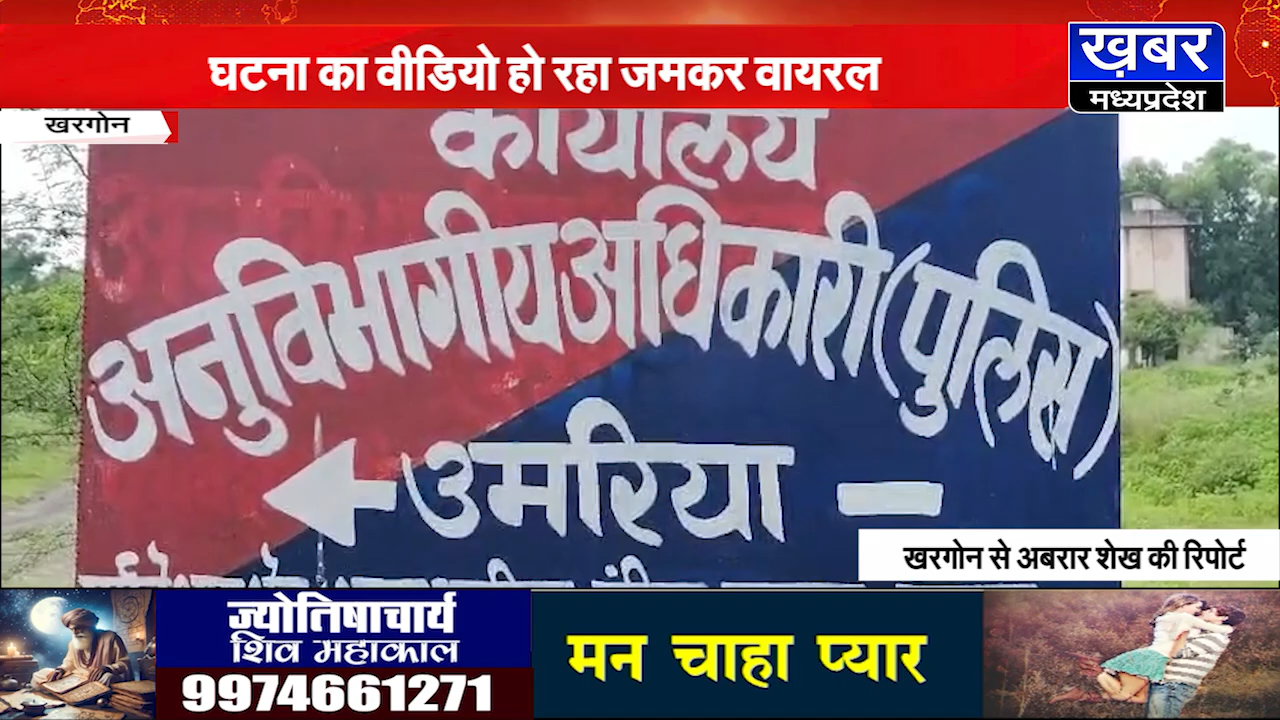 घटना का वीडियो हो रहा जमकर वायरल
ख़बर
मध्यप्रदेश
खरगोन
कार्यालय
अनुविभागीय अधिकारी (पुलिस)
उमरिया
खरगोन से अबरार शेख की रिपोर्ट
ज्योतिषाचार्य
शिव महाकाल
9974661271
मन चाहा प्यार